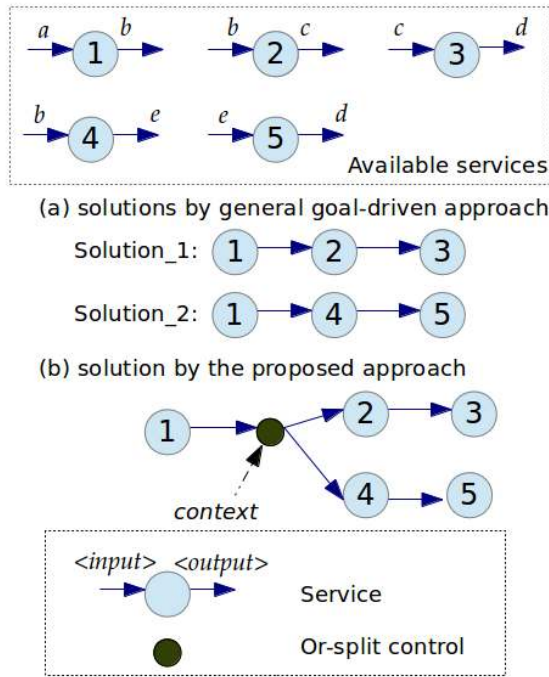 a b b c c d
1 2 3
b e e d
4 5
Available services
(a) solutions by general goal-driven approach
Solution_1: 1 2 3
Solution_2: 1 4 5
(b) solution by the proposed approach
1 2 3
4 5
context
<input> <output>
Service
Or-split control